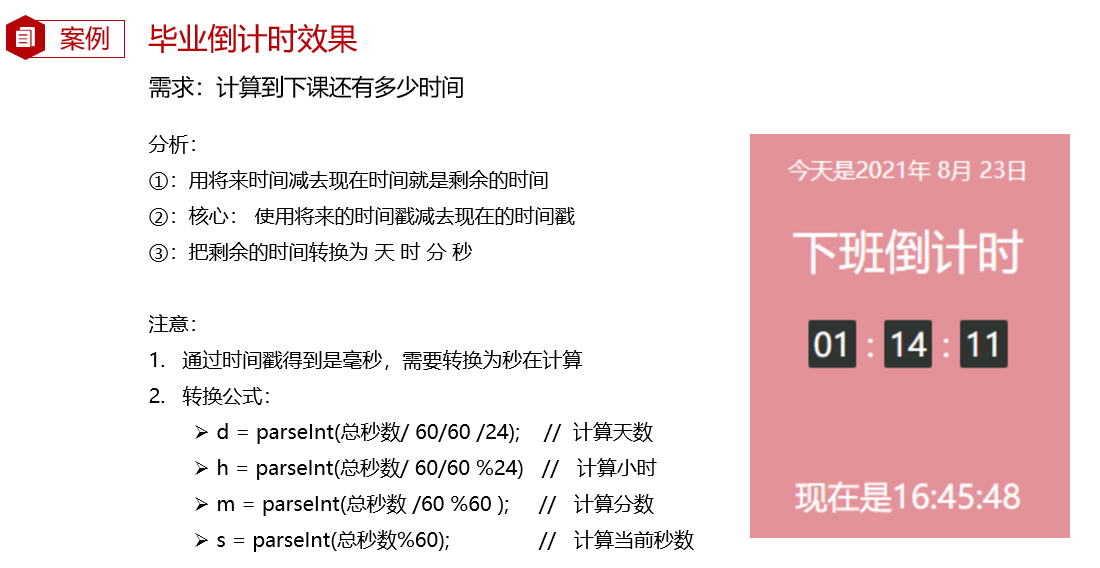 案例
毕业倒计时效果
需求：计算到下课还有多少时间
分析：
①：用将来时间减去现在时间就是剩余的时间
②：核心： 使用将来的时间戳减去现在的时间戳
③：把剩余的时间转换为 天 时 分 秒
注意：
1. 通过时间戳得到是毫秒，需要转换为秒在计算
2. 转换公式：
➢ d = parseInt(总秒数/ 60/60 /24); // 计算天数
➢ h = parseInt(总秒数/ 60/60 %24) // 计算小时
➢ m = parseInt(总秒数 /60 %60 ); // 计算分数
➢ s = parseInt(总秒数%60); // 计算当前秒数
今天是2021年 8月 23日
下班倒计时
01 : 14 : 11
现在是16:45:48